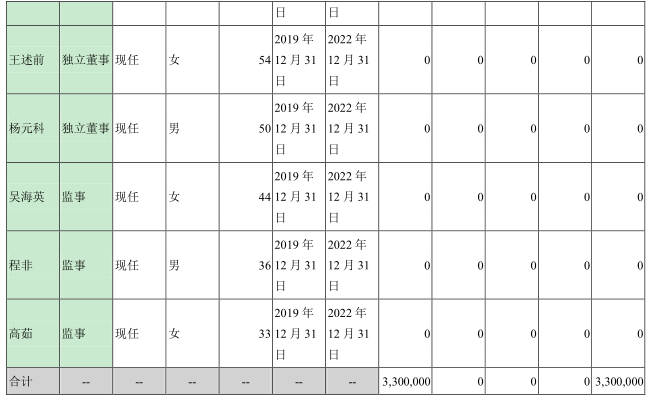 日 日
王述前 独立董事 现任 女 54 2019 年 12 月 31 日 2022 年 12 月 31 日 0 0 0 0 0
杨元科 独立董事 现任 男 50 2019 年 12 月 31 日 2022 年 12 月 31 日 0 0 0 0 0
吴海英 监事 现任 女 44 2019 年 12 月 31 日 2022 年 12 月 31 日 0 0 0 0 0
程非 监事 现任 男 36 2019 年 12 月 31 日 2022 年 12 月 31 日 0 0 0 0 0
高茹 监事 现任 女 33 2019 年 12 月 31 日 2022 年 12 月 31 日 0 0 0 0 0
合计 -- -- -- -- -- -- 3,300,000 0 0 0 3,300,000